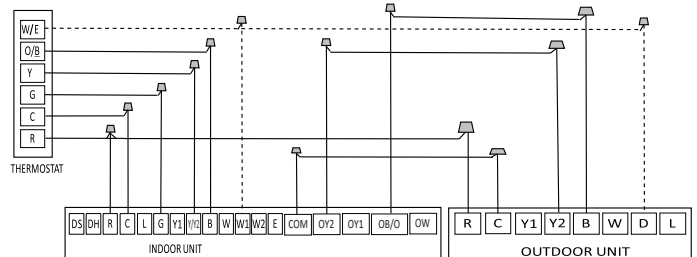 W/E
O/B
Y
G
C
R
THERMOSTAT
DS DH R C L G Y1 Y/Y2 B W W1 W2 E COM OY2 OY1 OB/O OW
INDOOR UNIT
R C Y1 Y2 B W D L
OUTDOOR UNIT